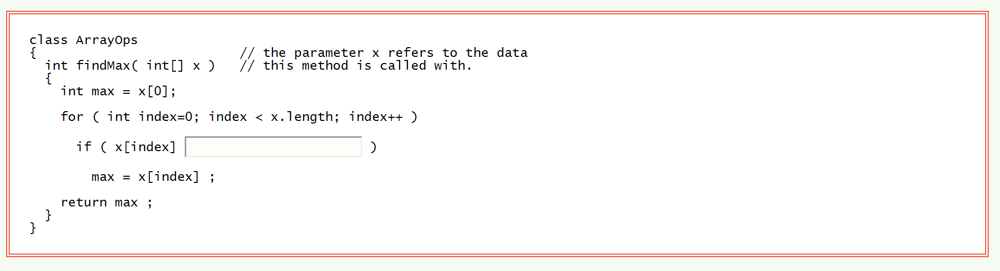 class ArrayOps
{                          // the parameter x refers to the data
  int findMax( int[] x )   // this method is called with.
  {
    int max = x[0];
    for ( int index=0; index < x.length; index++ )
      if ( x[index]                         )
        max = x[index] ;
    return max ;
  }
}